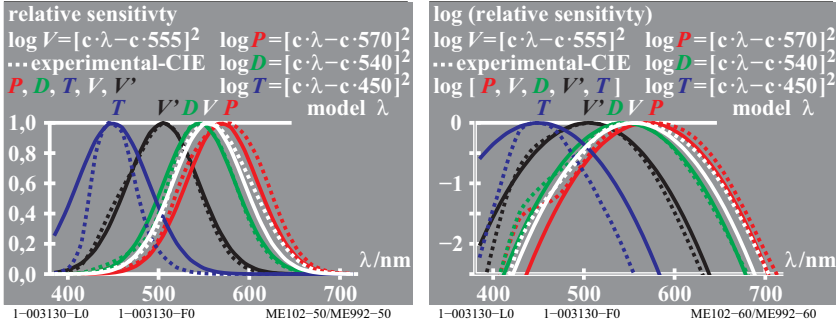 relative sensitivty
log V=[c·λ−c·555]² log P=[c·λ−c·570]²
experimental-CIE log D=[c·λ−c·540]²
P, D, T, V, V' log T=[c·λ−c·450]²
T V' D V P model λ
1,0
0,8
0,6
0,4
0,2
0,0
λ/nm
400 500 600 700
1−003130−L0 1−003130−F0 ME102−50/ME992−50
log (relative sensitivity)
log V=[c·λ−c·555]² log P=[c·λ−c·570]²
experimental-CIE log D=[c·λ−c·540]²
log [ P, V, D, V', T ] log T=[c·λ−c·450]²
T V' D V P model λ
0
−1
−2
λ/nm
400 500 600 700
1−003130−L0 1−003130−F0 ME102−60/ME992−60